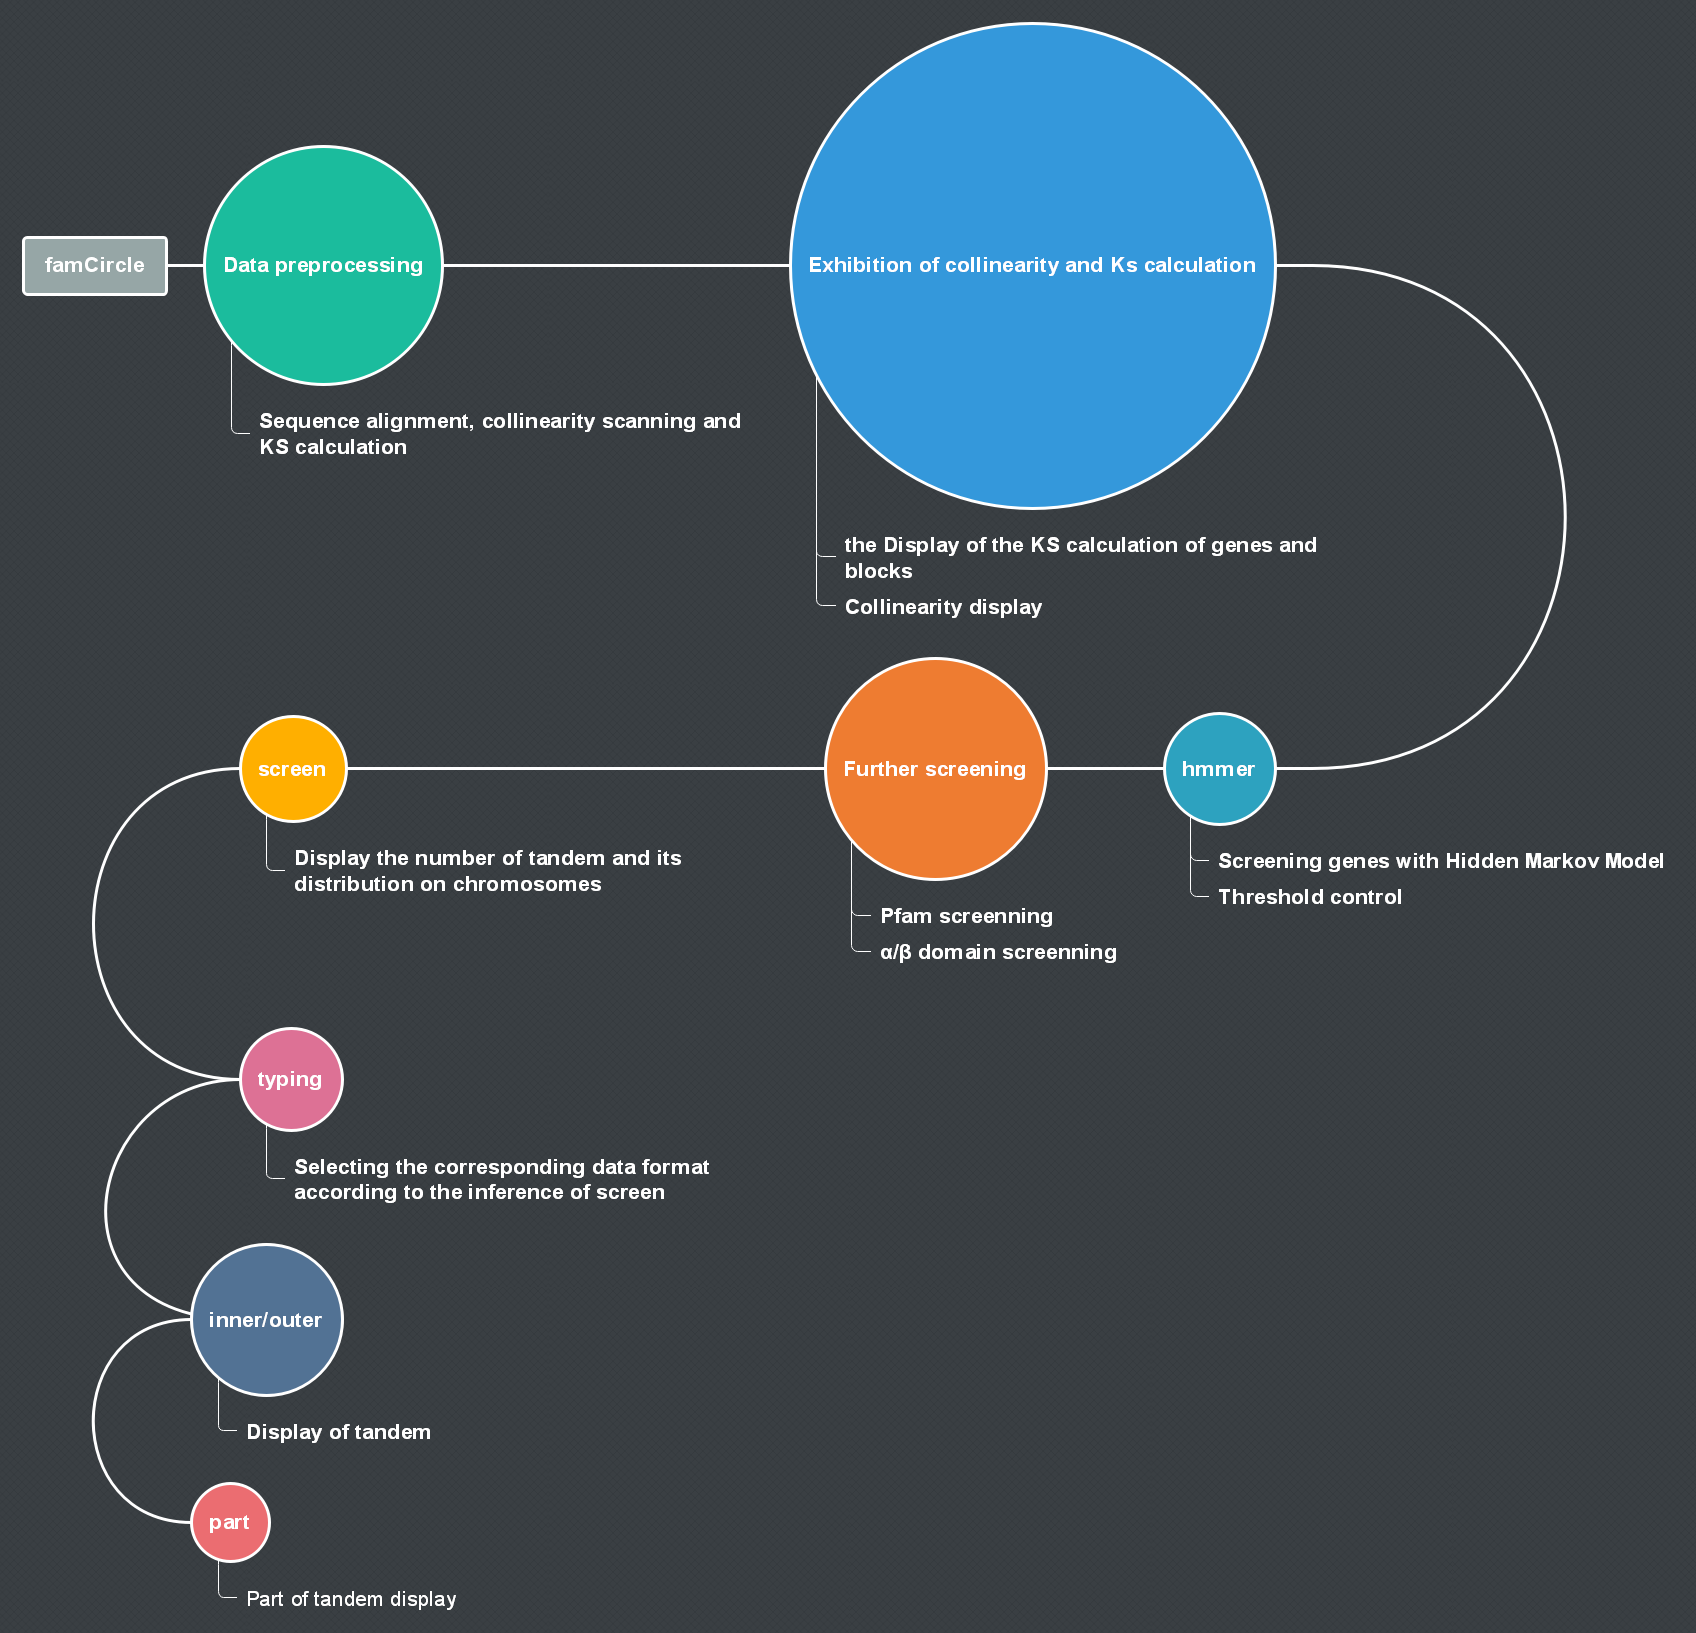 famCircle
Data preprocessing
Sequence alignment, collinearity scanning and
KS calculation
Exhibition of collinearity and Ks calculation
the Display of the KS calculation of genes and
blocks
Collinearity display
hmmer
Screening genes with Hidden Markov Model
Threshold control
Further screening
Pfam screenning
α/β domain screenning
screen
Display the number of tandem and its
distribution on chromosomes
typing
Selecting the corresponding data format
according to the inference of screen
inner/outer
Display of tandem
part
Part of tandem display